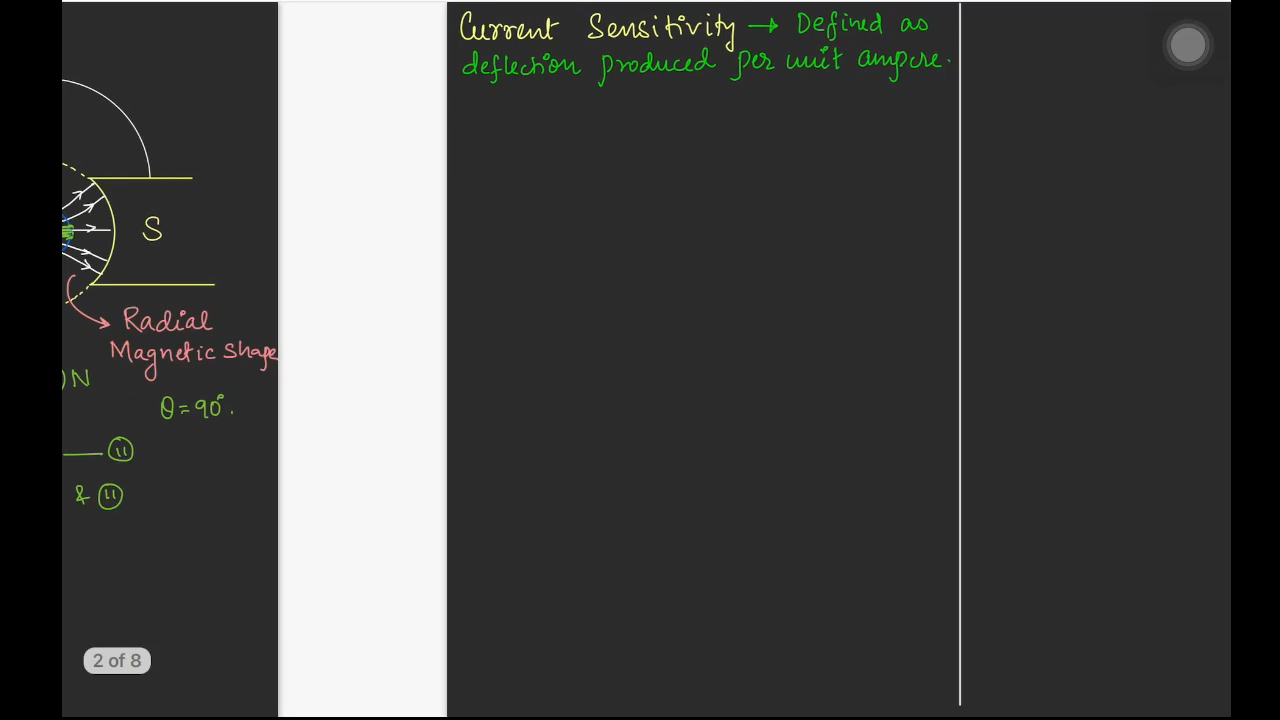 Current Sensitivity → Defined as
deflection produced per unit ampere.
S
Radial
Magnetic Shape
N
θ = 90°.
(11)
& (11)
2 of 8